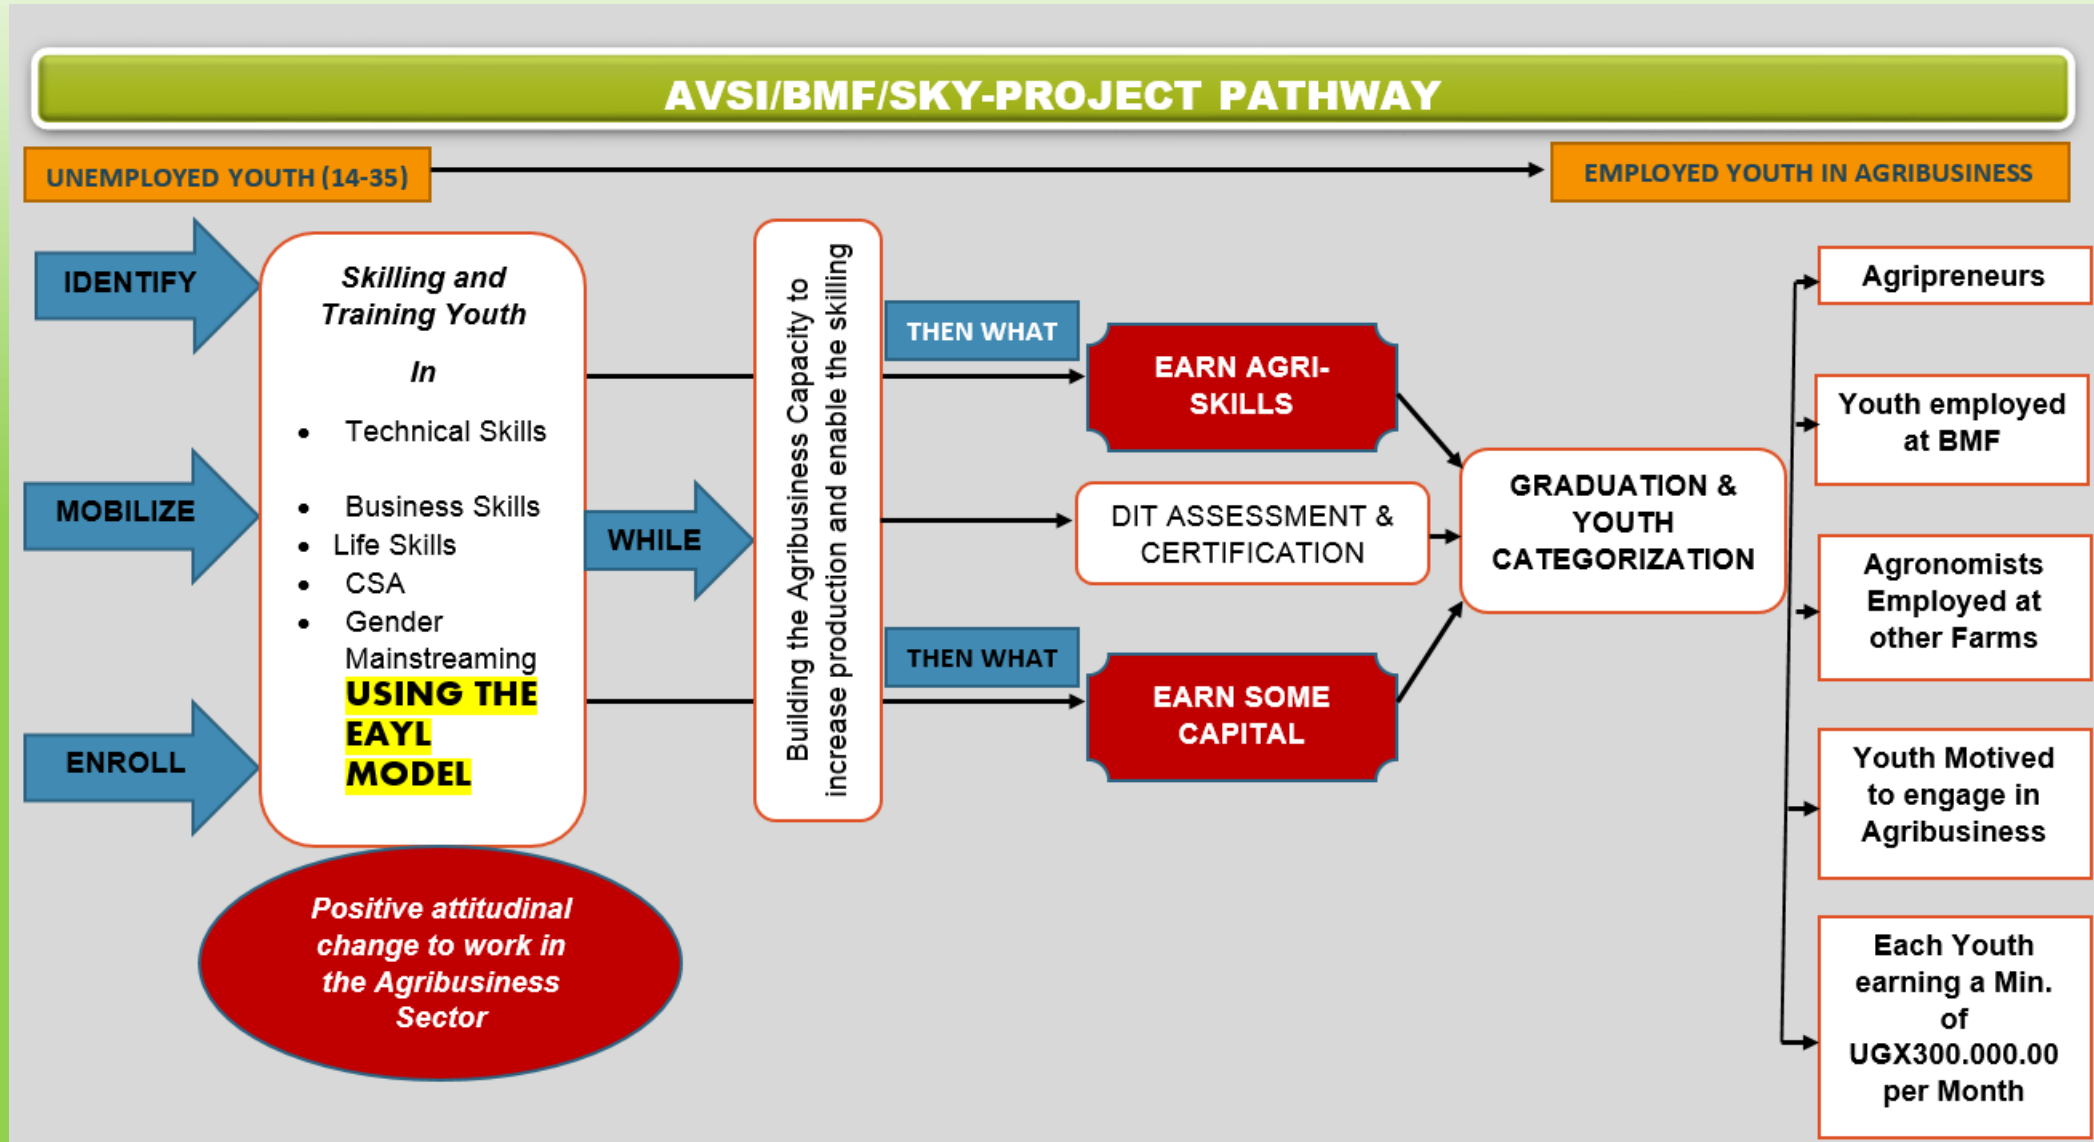 AVSI/BMF/SKY-PROJECT PATHWAY
UNEMPLOYED YOUTH (14-35)
EMPLOYED YOUTH IN AGRIBUSINESS
IDENTIFY
MOBILIZE
ENROLL
Skilling and
Training Youth
In
• Technical Skills
• Business Skills
• Life Skills
• CSA
• Gender
Mainstreaming
USING THE
EAYL
MODEL
Positive attitudinal
change to work in
the Agribusiness
Sector
WHILE
Building the Agribusiness Capacity to
increase production and enable the skilling
THEN WHAT
EARN AGRI-
SKILLS
DIT ASSESSMENT &
CERTIFICATION
THEN WHAT
EARN SOME
CAPITAL
GRADUATION &
YOUTH
CATEGORIZATION
Agripreneurs
Youth employed
at BMF
Agronomists
Employed at
other Farms
Youth Motived
to engage in
Agribusiness
Each Youth
earning a Min.
of
UGX300.000.00
per Month